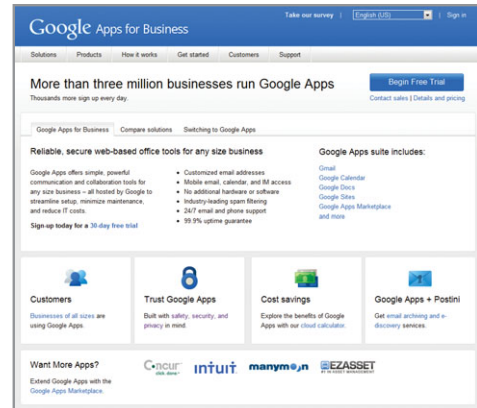 Take our survey | English (US) | Sign in
Google Apps for Business
Solutions Products How it works Get started Customers Support
More than three million businesses run Google Apps
Thousands more sign up every day.
Begin Free Trial
Contact sales | Details and pricing
Google Apps for Business Compare solutions Switching to Google Apps
Reliable, secure web-based office tools for any size business
Google Apps offers simple, powerful
communication and collaboration tools for
any size business – all hosted by Google to
streamline setup, minimize maintenance,
and reduce IT costs.
Sign-up today for a 30-day free trial
• Customized email addresses
• Mobile email, calendar, and IM access
• No additional hardware or software
• Industry-leading spam filtering
• 24/7 email and phone support
• 99.9% uptime guarantee
Google Apps suite includes:
Gmail
Google Calendar
Google Docs
Google Sites
Google Apps Marketplace
and more
Customers
Businesses of all sizes are
using Google Apps.
Trust Google Apps
Built with safety, security, and
privacy in mind.
Cost savings
Explore the benefits of Google
Apps with our cloud calculator.
Google Apps + Postini
Get email archiving and e-
discovery services.
Want More Apps?
Extend Google Apps with the
Google Apps Marketplace.
Concur
intuit
manymoon
EZASSET